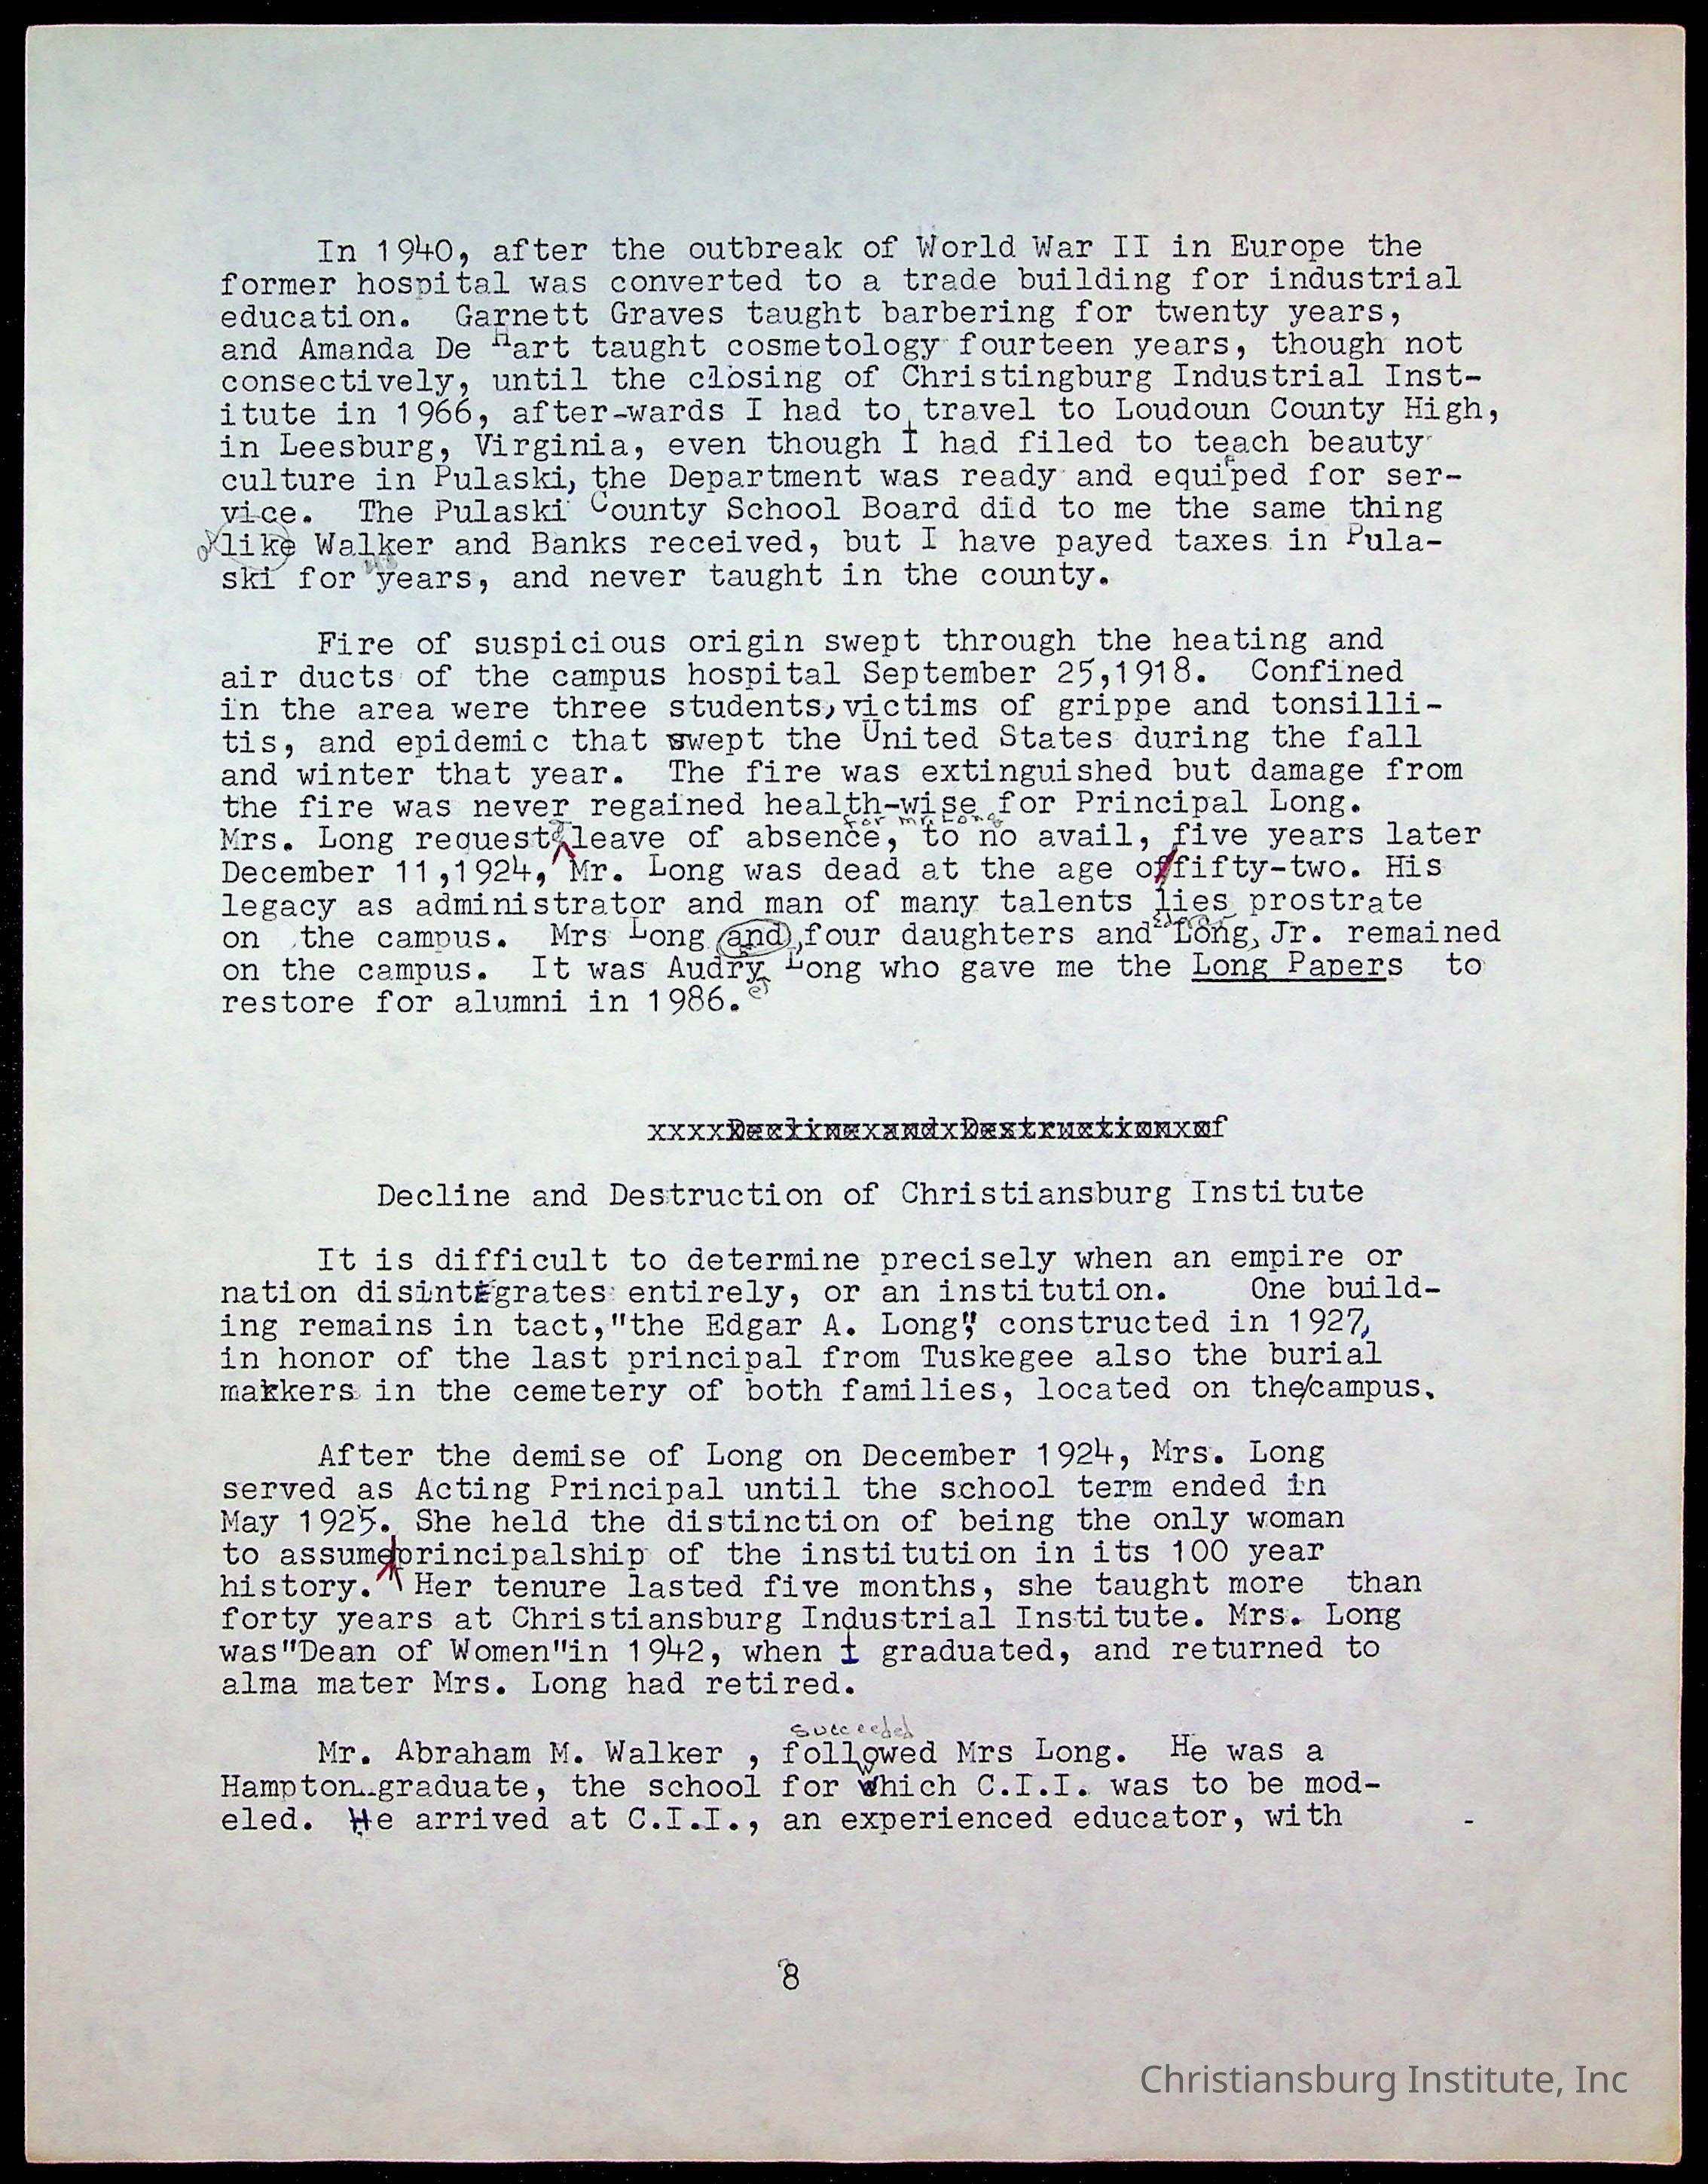 In 1940, after the outbreak of World War II in Europe the
former hospital was converted to a trade building for industrial
education.  Garnett Graves taught barbering for twenty years,
and Amanda De Hart taught cosmetology fourteen years, though not
consectively, until the closing of Christingburg Industrial Inst-
itute in 1966, after-wards I had to travel to Loudoun County High,
in Leesburg, Virginia, even though I had filed to teach beauty
culture in Pulaski, the Department was ready and equiped for ser-
vice.  The Pulaski County School Board did to me the same thing
like Walker and Banks received, but I have payed taxes in Pula-
ski for years, and never taught in the county.
Fire of suspicious origin swept through the heating and
air ducts of the campus hospital September 25,1918.  Confined
in the area were three students, victims of grippe and tonsilli-
tis, and epidemic that swept the United States during the fall
and winter that year.  The fire was extinguished but damage from
the fire was never regained health-wise for Principal Long.
for Mr. Long
Mrs. Long request leave of absence, to no avail, five years later
December 11,1924, Mr. Long was dead at the age of fifty-two. His
legacy as administrator and man of many talents lies prostrate
on  the campus.  Mrs Long and, four daughters and Long, Jr. remained
on the campus.  It was Audry Long who gave me the Long Papers  to
restore for alumni in 1986.
xxxxDeclinexandxDestructionxof
Decline and Destruction of Christiansburg Institute
It is difficult to determine precisely when an empire or
nation disintegrates entirely, or an institution.    One build-
ing remains in tact,"the Edgar A. Long", constructed in 1927,
in honor of the last principal from Tuskegee also the burial
markers in the cemetery of both families, located on the/campus.
After the demise of Long on December 1924, Mrs. Long
served as Acting Principal until the school term ended in
May 1925. She held the distinction of being the only woman
to assume principalship of the institution in its 100 year
history.  Her tenure lasted five months, she taught more  than
forty years at Christiansburg Industrial Institute. Mrs. Long
was"Dean of Women"in 1942, when I graduated, and returned to
alma mater Mrs. Long had retired.
succeeded
Mr. Abraham M. Walker , followed Mrs Long.  He was a
Hampton graduate, the school for which C.I.I. was to be mod-
eled.  He arrived at C.I.I., an experienced educator, with -
8
Christiansburg Institute, Inc